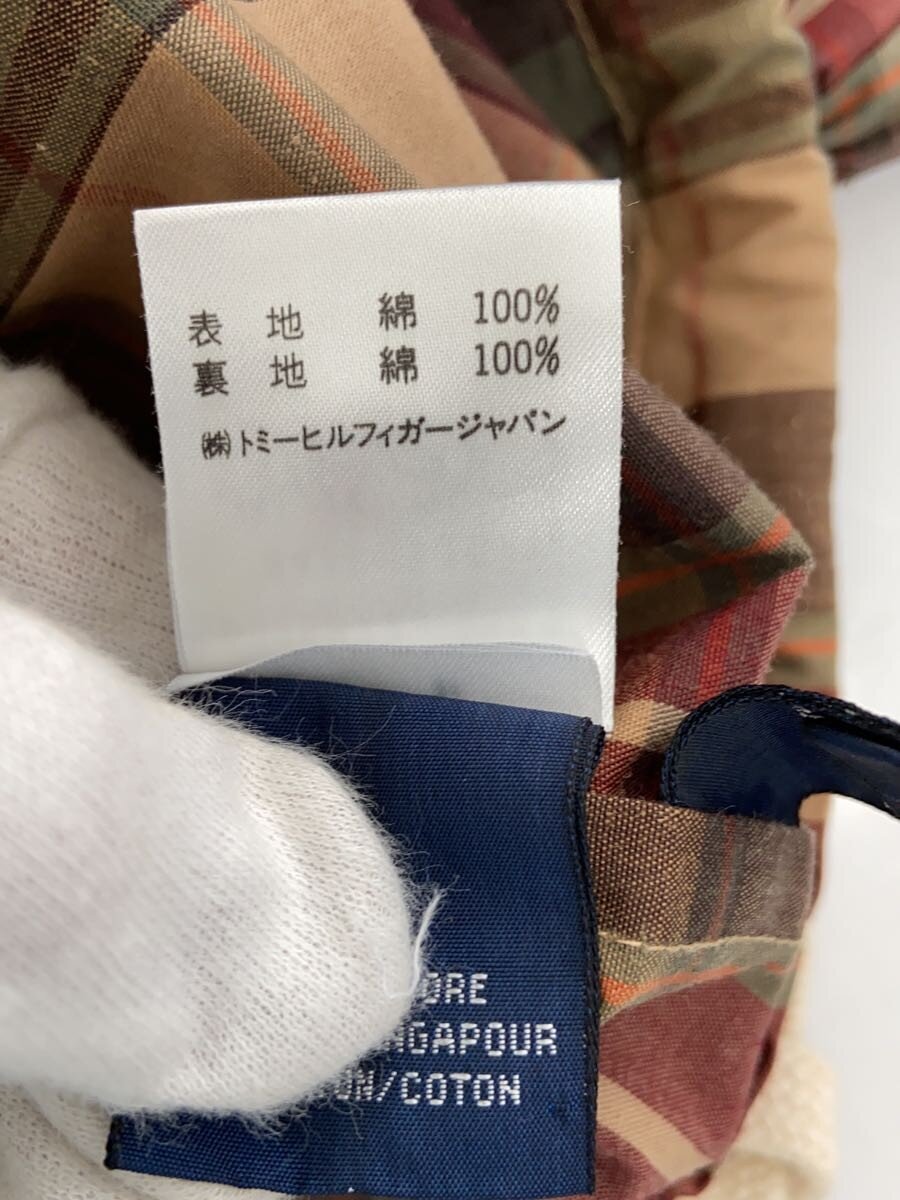 表地 綿 100%
裏地 綿 100%
㈱トミーヒルフィガージャパン
ORE
NGAPOUR
ON/COTON